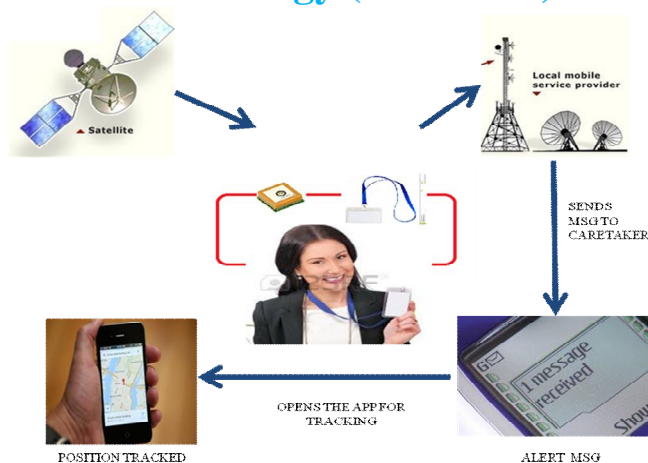 Satellite
Local mobile
service provider
SENDS
MSG TO
CARETAKER
1 message
received
Show
OPENS THE APP FOR
TRACKING
POSITION TRACKED
ALERT MSG